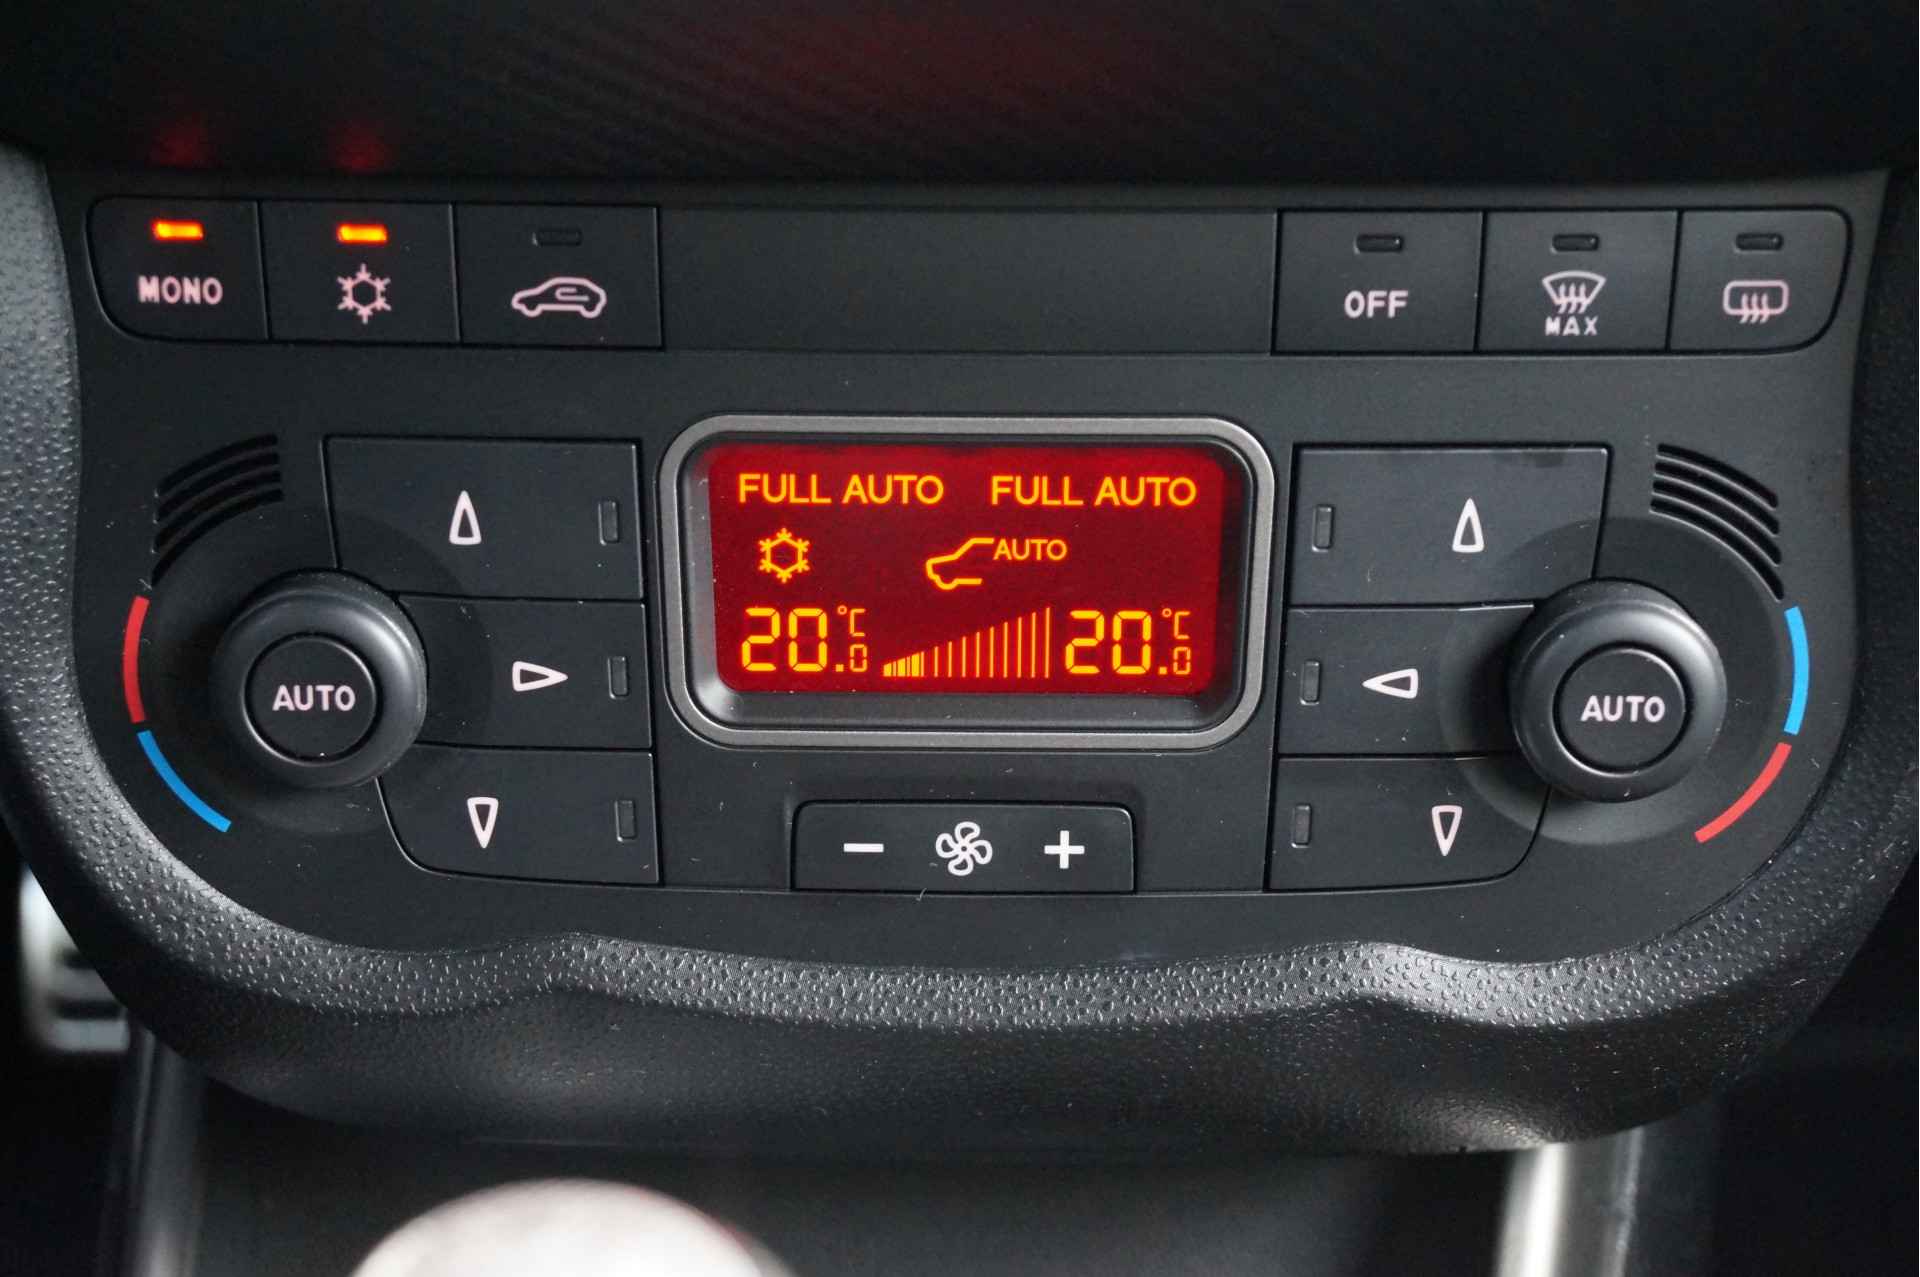 MONO
OFF
MAX
FULL AUTO FULL AUTO
AUTO
20.0 °C 20.0 °C
AUTO
AUTO
- +